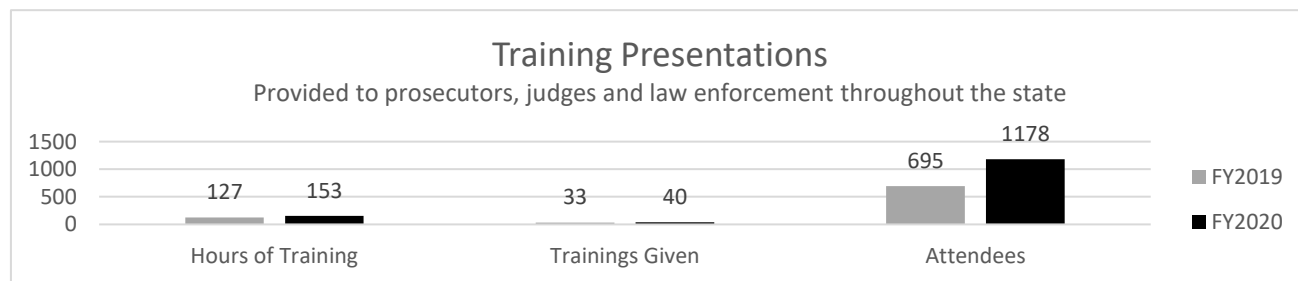 Training Presentations
Provided to prosecutors, judges and law enforcement throughout the state
1500
1000
500
0
127
153
33
40
695
1178
Hours of Training
Trainings Given
Attendees
FY2019
FY2020